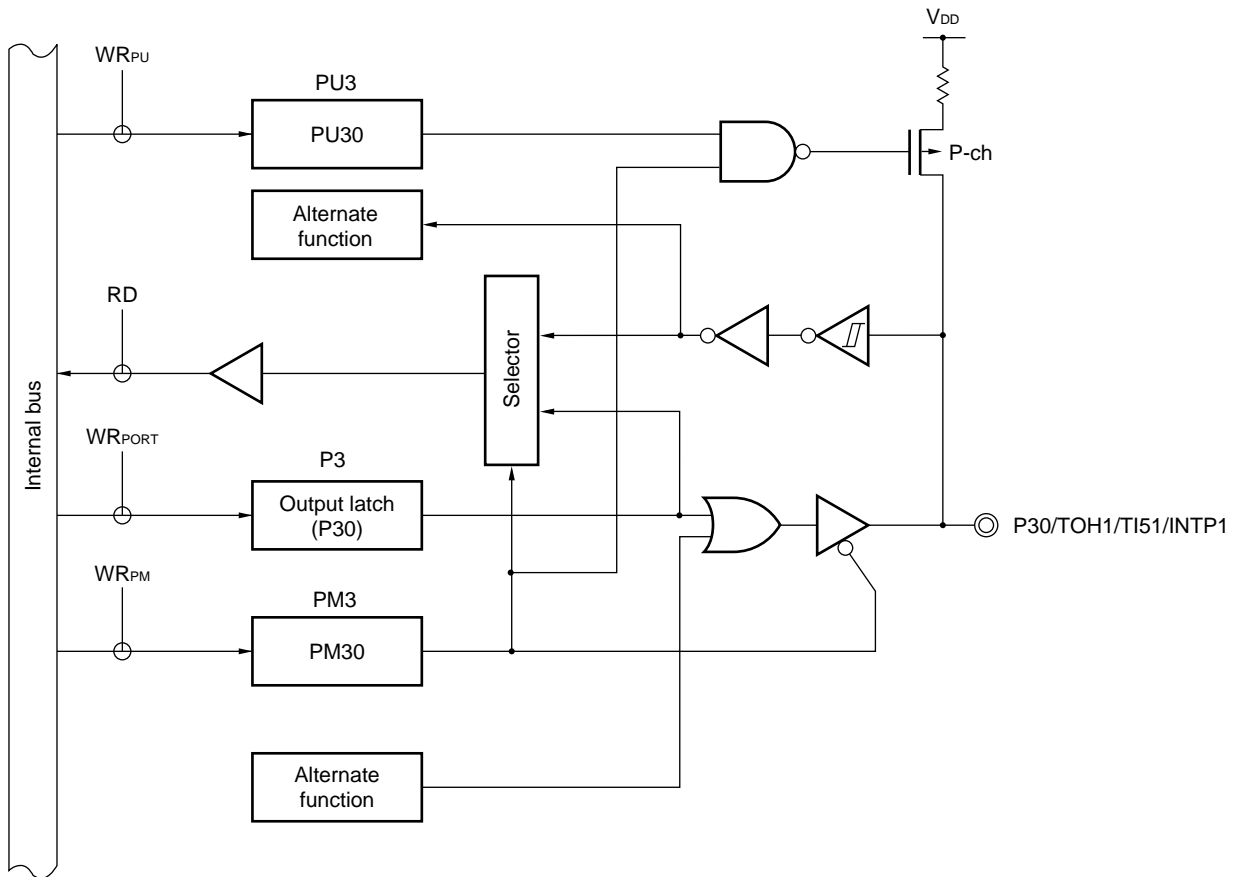 VDD
WRPU
PU3
PU30
P-ch
Alternate
function
RD
Selector
Internal bus
WRPORT
P3
Output latch
(P30)
P30/TOH1/TI51/INTP1
WRPM
PM3
PM30
Alternate
function